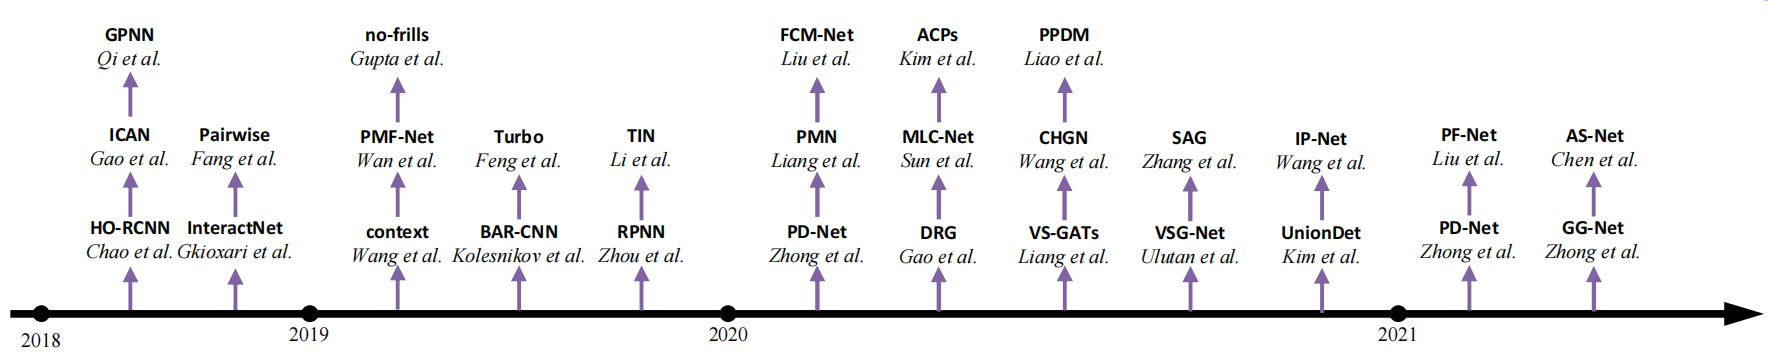 GPNN
Qi et al.
no-frills
Gupta et al.
FCM-Net
Liu et al.
ACPs
Kim et al.
PPDM
Liao et al.
ICAN
Gao et al.
Pairwise
Fang et al.
PMF-Net
Wan et al.
Turbo
Feng et al.
TIN
Li et al.
PMN
Liang et al.
MLC-Net
Sun et al.
CHGN
Wang et al.
SAG
Zhang et al.
IP-Net
Wang et al.
PF-Net
Liu et al.
AS-Net
Chen et al.
HO-RCNN
Chao et al.
InteractNet
Gkioxari et al.
context
Wang et al.
BAR-CNN
Kolesnikov et al.
RPNN
Zhou et al.
PD-Net
Zhong et al.
DRG
Gao et al.
VS-GATs
Liang et al.
VSG-Net
Ulutan et al.
UnionDet
Kim et al.
PD-Net
Zhong et al.
GG-Net
Zhong et al.
2018
2019
2020
2021